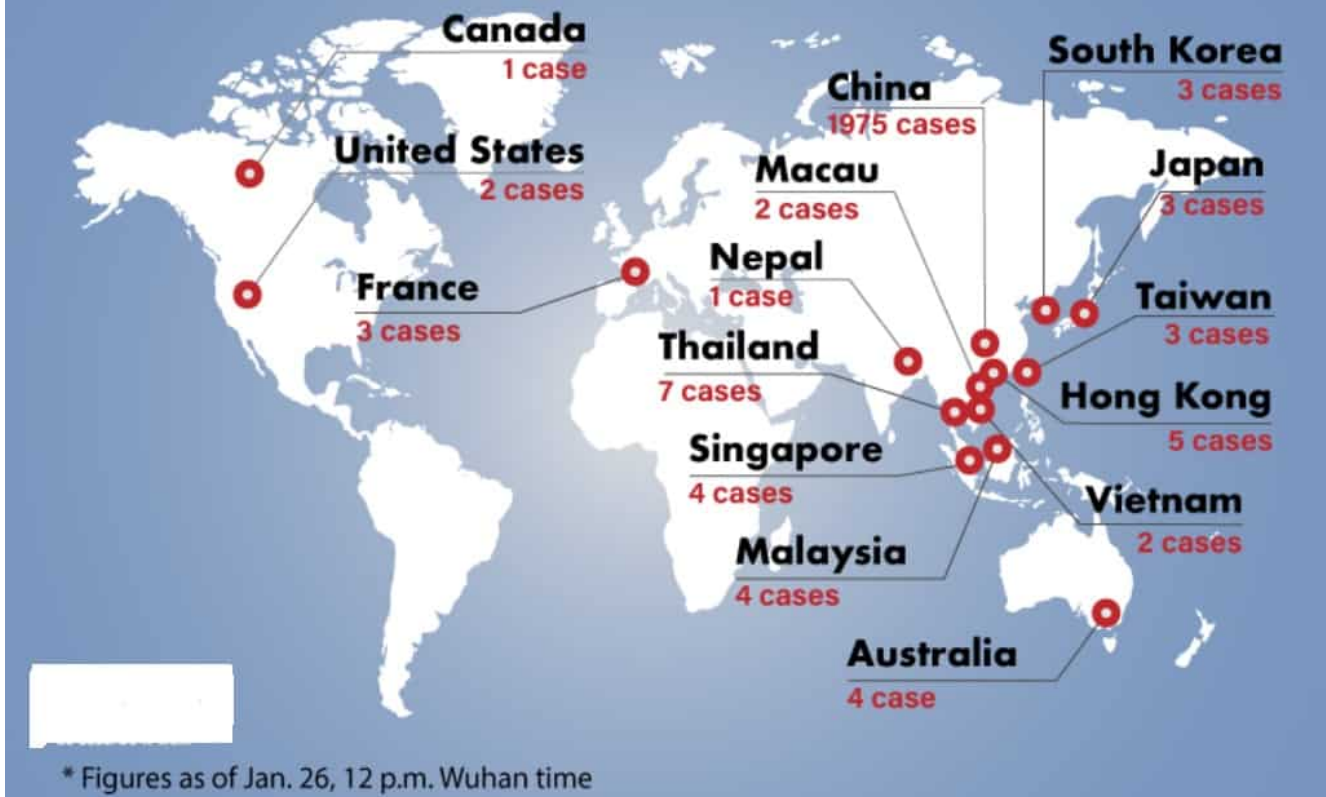 Canada
1 case
United States
2 cases
France
3 cases
China
1975 cases
Macau
2 cases
Nepal
1 case
Thailand
7 cases
Singapore
4 cases
Malaysia
4 cases
Australia
4 case
South Korea
3 cases
Japan
3 cases
Taiwan
3 cases
Hong Kong
5 cases
Vietnam
2 cases
* Figures as of Jan. 26, 12 p.m. Wuhan time